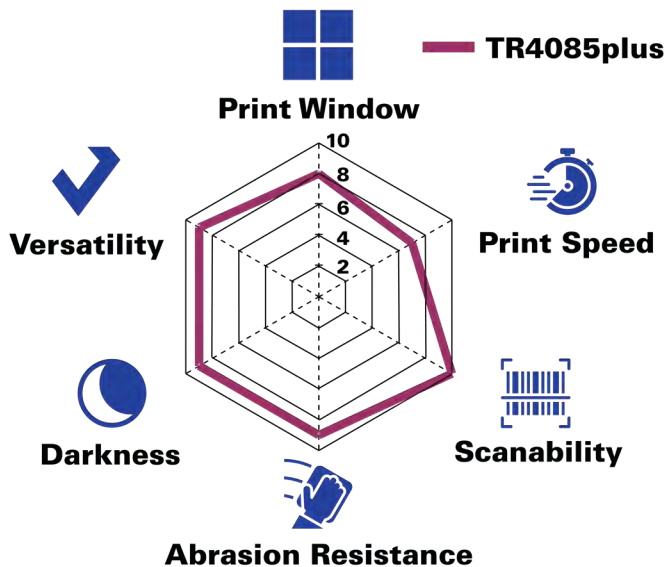 TR4085plus
Print Window
10
8
6
4
2
Versatility
Print Speed
Darkness
Scanability
Abrasion Resistance